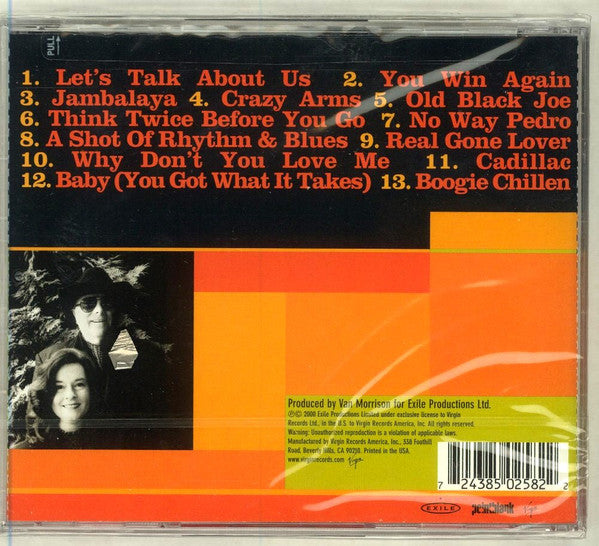 PULL
1. Let's Talk About Us 2. You Win Again
3. Jambalaya 4. Crazy Arms 5. Old Black Joe
6. Think Twice Before You Go 7. No Way Pedro
8. A Shot Of Rhythm & Blues 9. Real Gone Lover
10. Why Don't You Love Me 11. Cadillac
12. Baby (You Got What It Takes) 13. Boogie Chillen
Produced by Van Morrison for Exile Productions Ltd.
℗© 2000 Exile Productions Limited under exclusive license to Virgin
Records Ltd., in the U.S. to Virgin Records America, Inc. All rights reserved.
Warning: Unauthorized reproduction is a violation of applicable laws.
Manufactured by Virgin Records America, Inc., 338 Foothill
Road, Beverly Hills, CA 90210. Printed in the USA.
www.virginrecords.com Virgin
7 24385 02582 2
EXILE pointblank Virgin